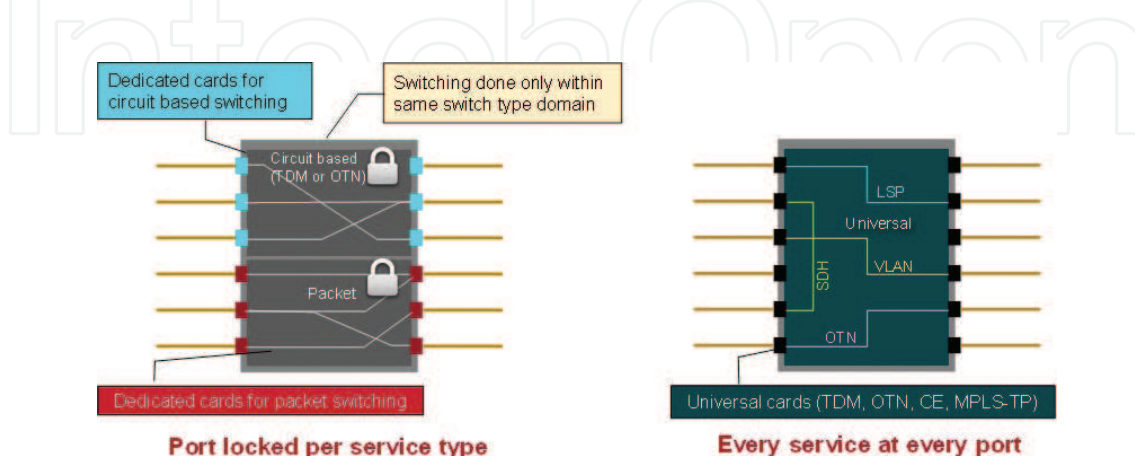 IntechOpen
Dedicated cards for
circuit based switching
Switching done only within
same switch type domain
Circuit based
(TDM or OTN)
Packet
Dedicated cards for packet switching
Port locked per service type
LSP
Universal
SDH
VLAN
OTN
Universal cards (TDM, OTN, CE, MPLS-TP)
Every service at every port